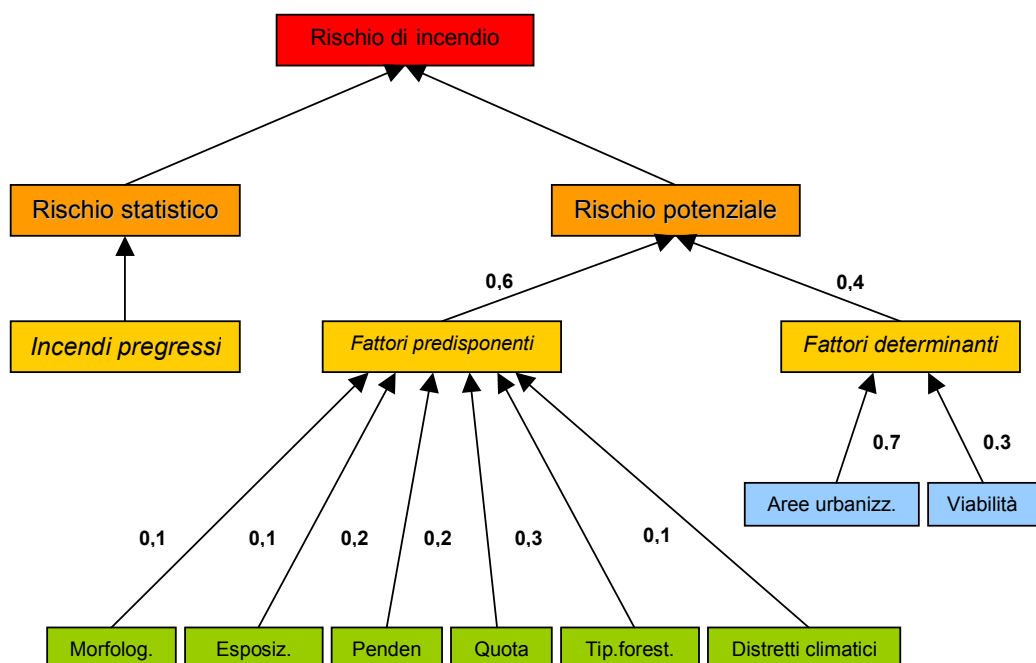 Rischio di incendio
Rischio statistico
Rischio potenziale
0,6
0,4
Incendi pregressi
Fattori predisponenti
Fattori determinanti
0,7
0,3
Aree urbanizz.
Viabilità
0,1
0,1
0,2
0,2
0,3
0,1
Morfolog.
Esposiz.
Penden
Quota
Tip.forest.
Distretti climatici